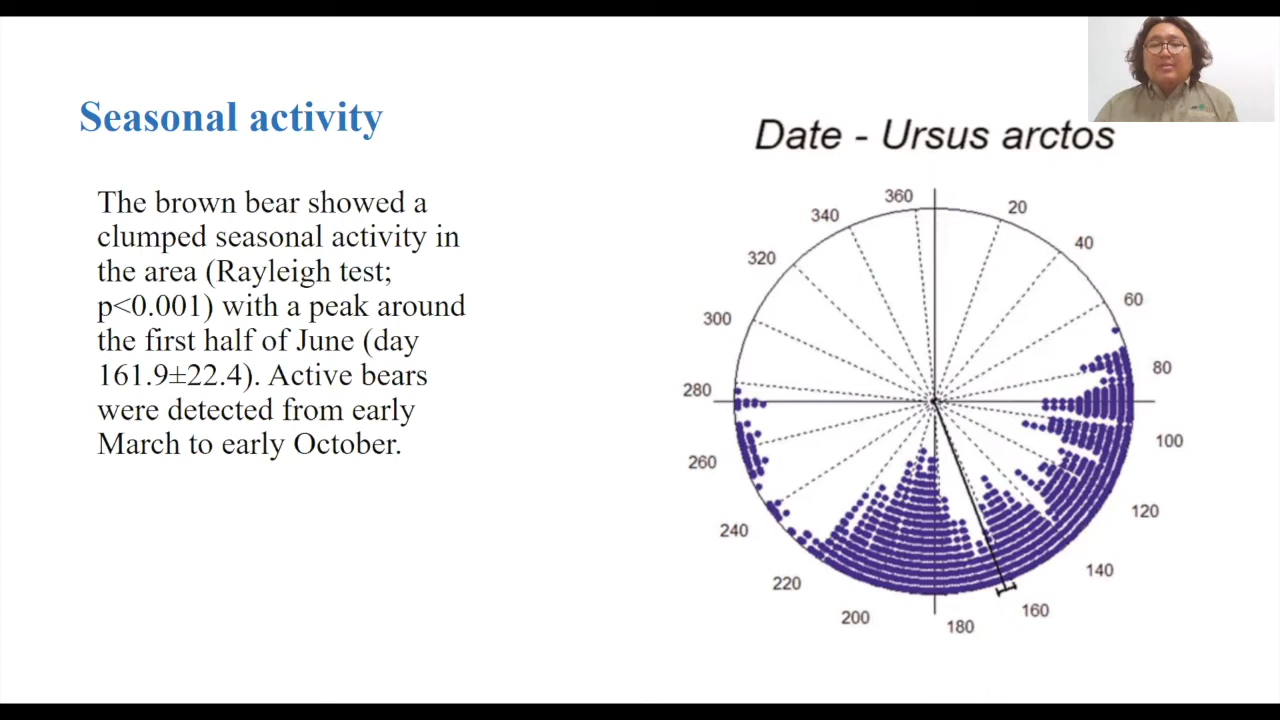 Seasonal activity
The brown bear showed a
clumped seasonal activity in
the area (Rayleigh test;
p<0.001) with a peak around
the first half of June (day
161.9±22.4). Active bears
were detected from early
March to early October.
Date - Ursus arctos
360
20
340
40
320
60
300
80
280
100
260
120
240
140
220
160
200
180